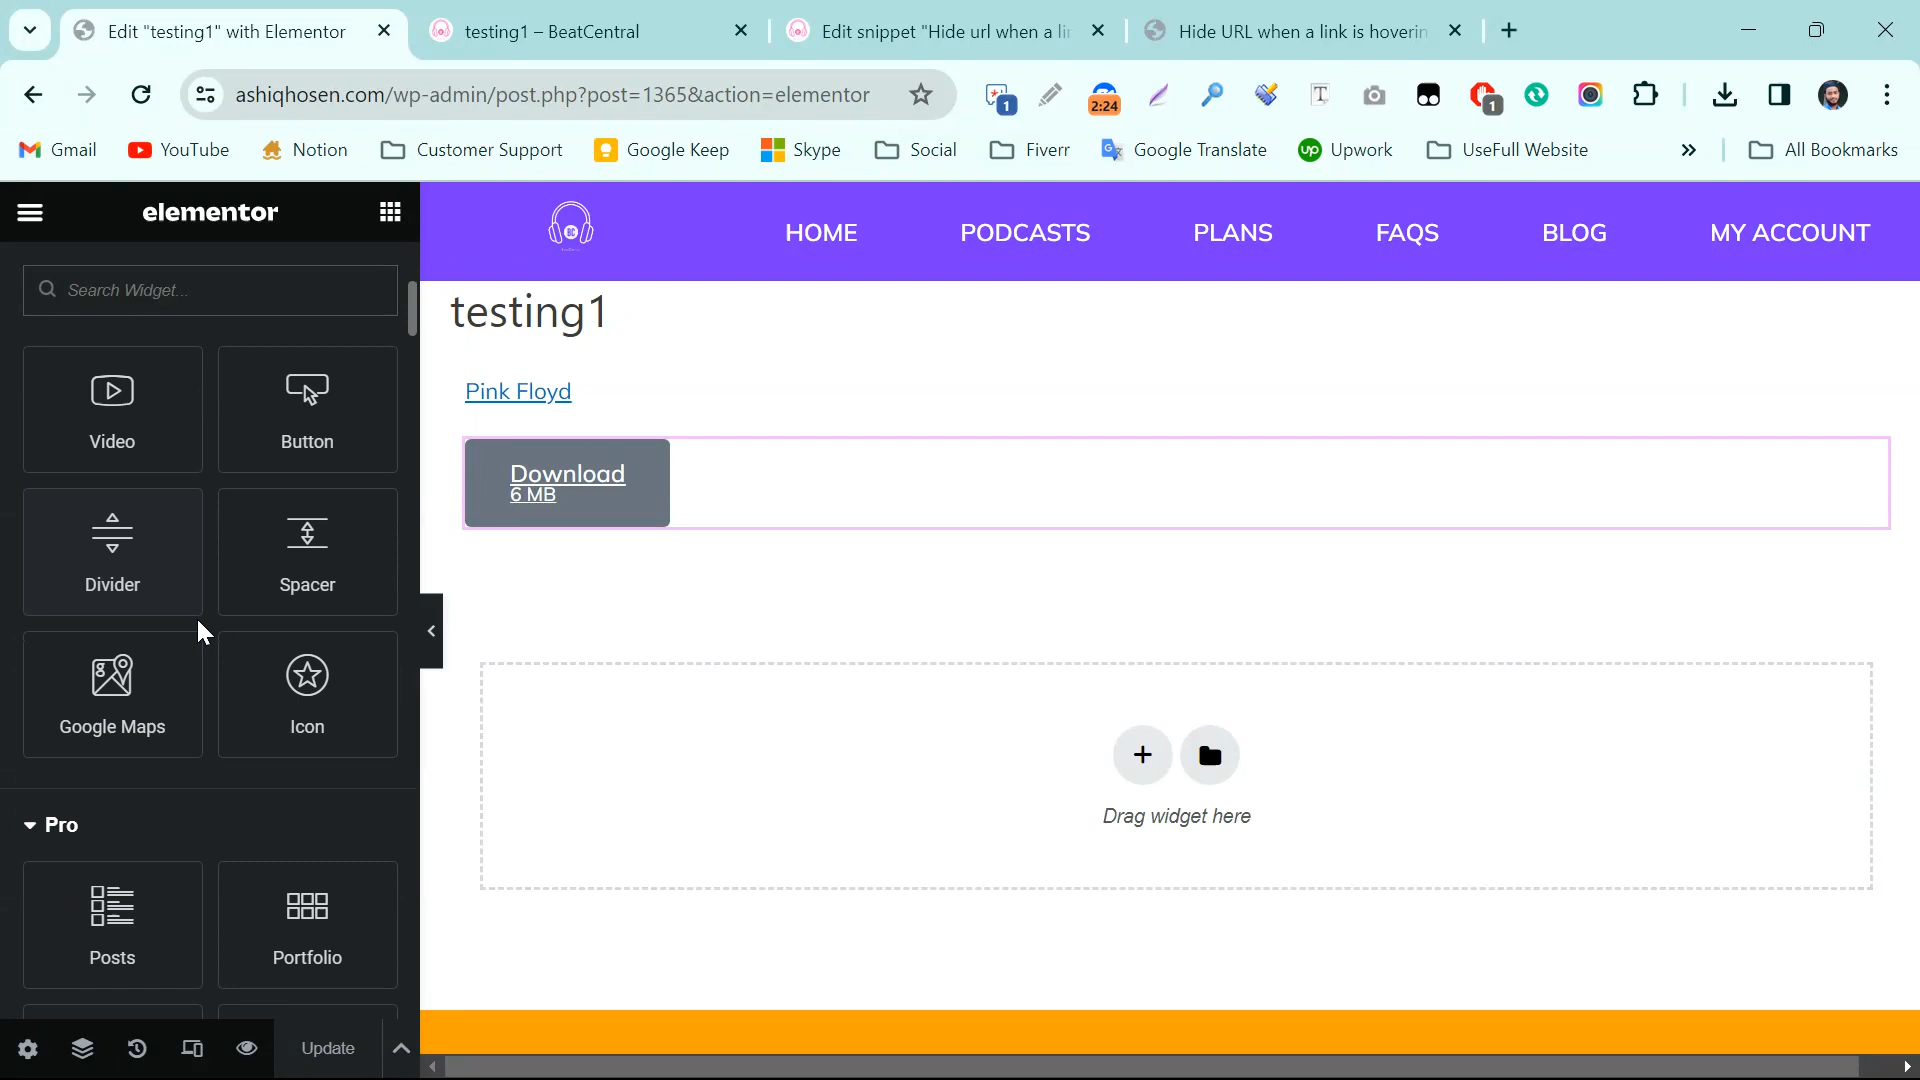 Edit "testing1" with Elementor
testing1 – BeatCentral
Edit snippet "Hide url when a li
Hide URL when a link is hoverin
ashiqhosen.com/wp-admin/post.php?post=1365&action=elementor
1
2:24
1
Gmail
YouTube
Notion
Customer Support
Google Keep
Skype
Social
Fiverr
Google Translate
up Upwork
UseFull Website
»
All Bookmarks
elementor
BC
HOME
PODCASTS
PLANS
FAQS
BLOG
MY ACCOUNT
Search Widget...
testing1
Pink Floyd
Download
6 MB
Video
Button
Divider
Spacer
Google Maps
Icon
Drag widget here
Pro
Posts
Portfolio
Update